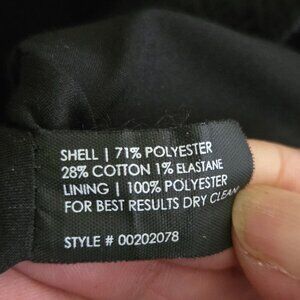 SHELL | 71% POLYESTER
28% COTTON 1% ELASTANE
LINING | 100% POLYESTER
FOR BEST RESULTS DRY CLEAN
STYLE # 00202078